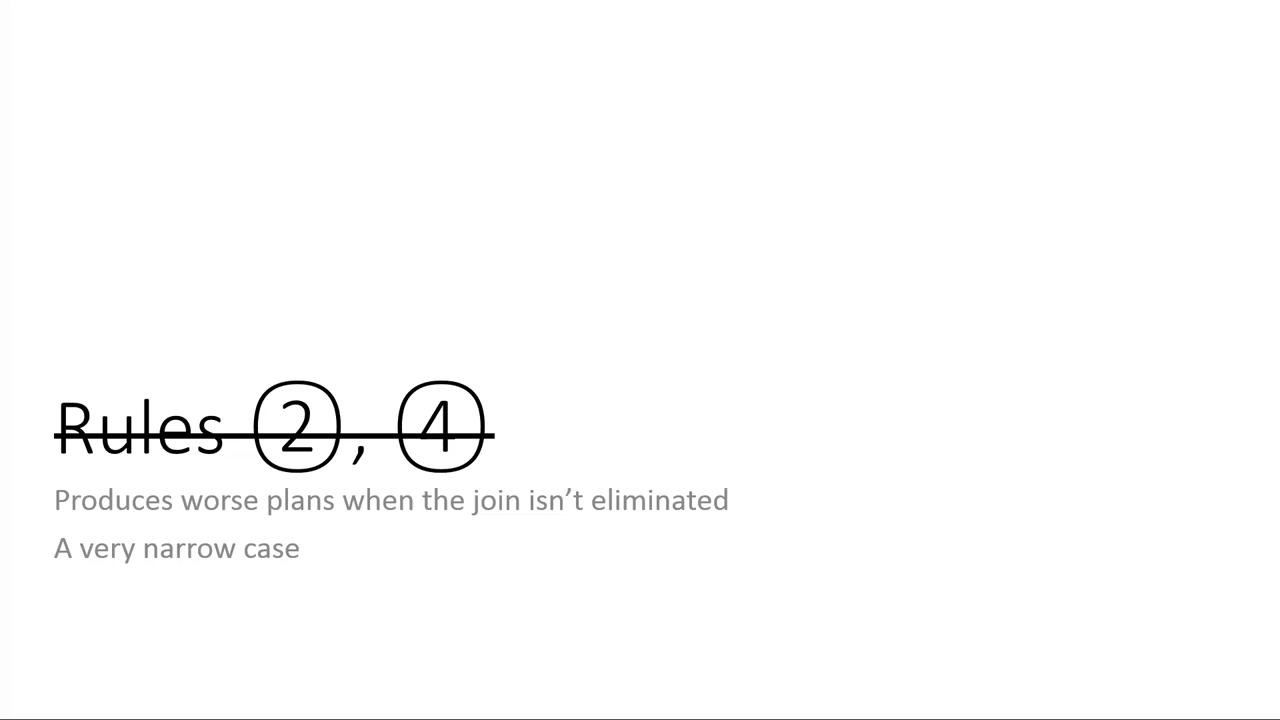 Rules 2, 4
Produces worse plans when the join isn’t eliminated
A very narrow case